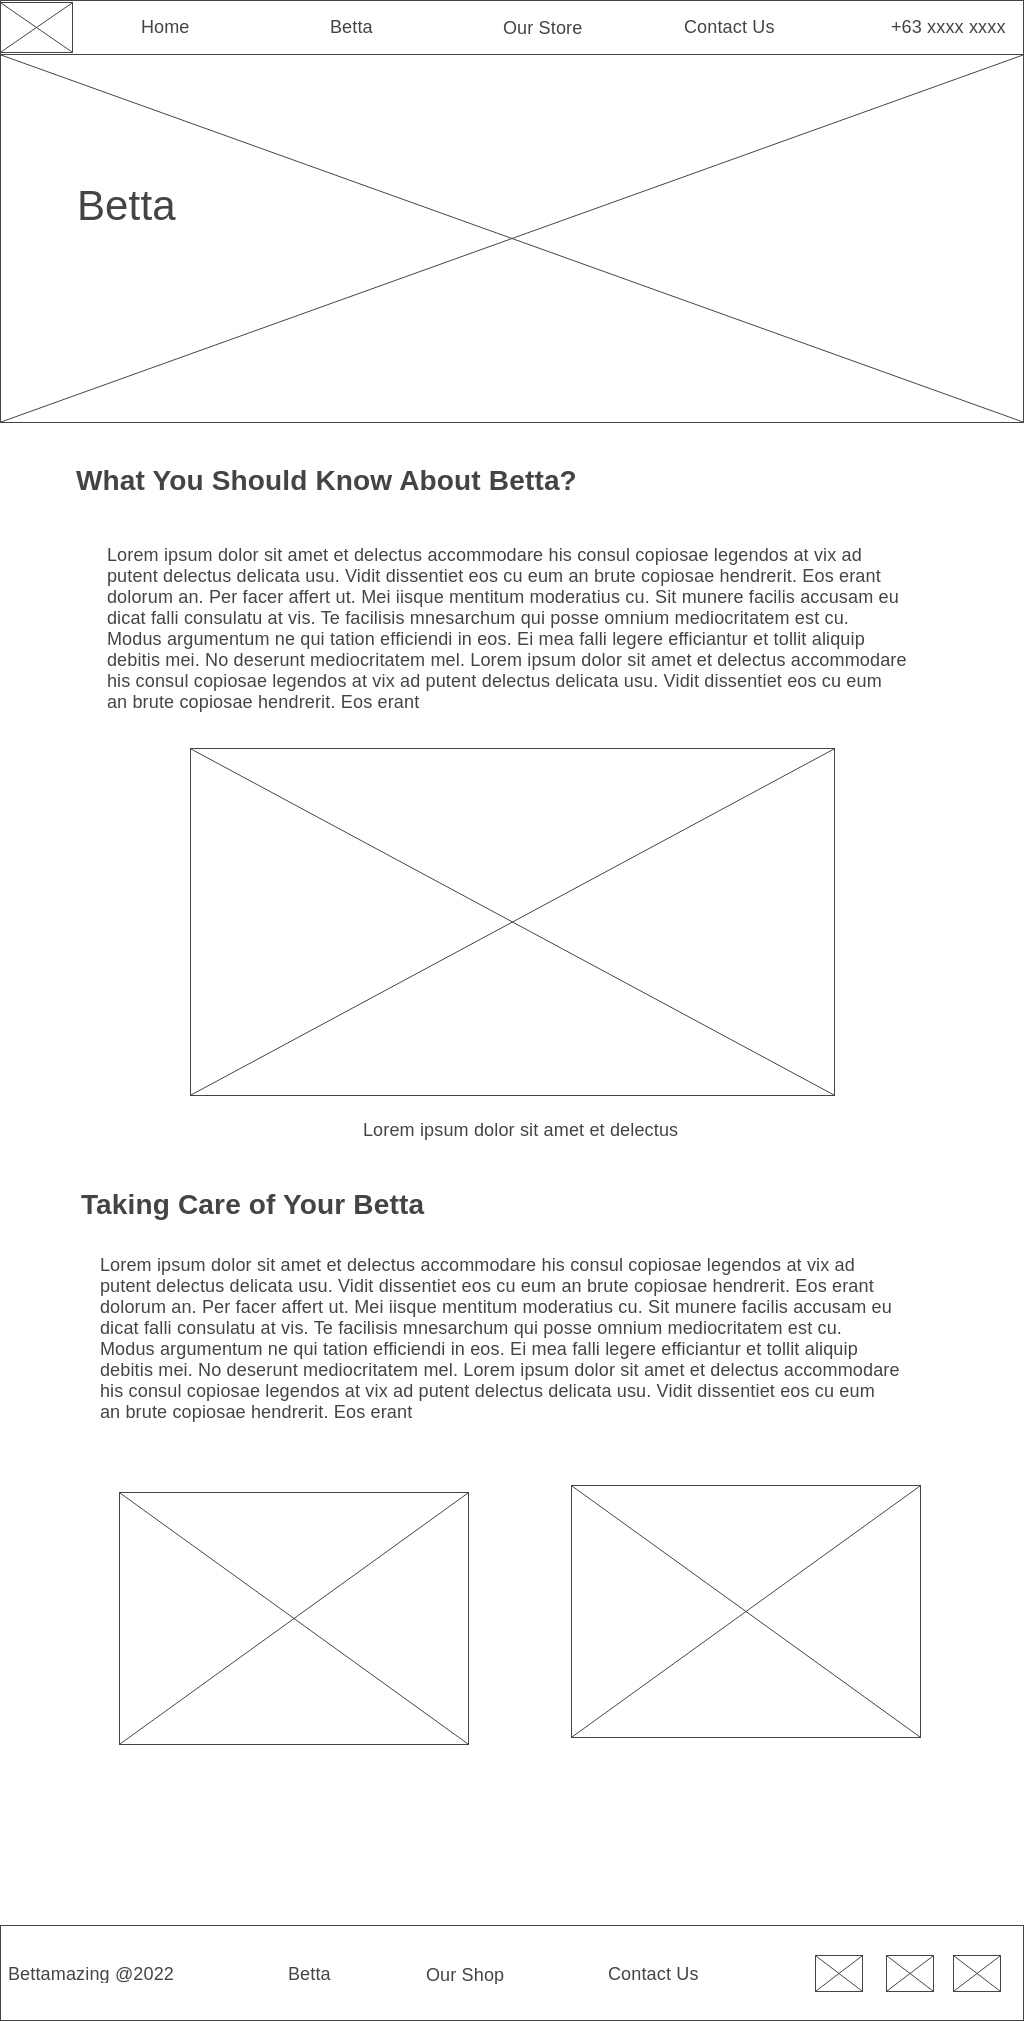 Home Betta Our Store Contact Us +63 xxxx xxxx
Betta
What You Should Know About Betta?
Lorem ipsum dolor sit amet et delectus accommodare his consul copiosae legendos at vix ad
putent delectus delicata usu. Vidit dissentiet eos cu eum an brute copiosae hendrerit. Eos erant
dolorum an. Per facer affert ut. Mei iisque mentitum moderatius cu. Sit munere facilis accusam eu
dicat falli consulatu at vis. Te facilisis mnesarchum qui posse omnium mediocritatem est cu.
Modus argumentum ne qui tation efficiendi in eos. Ei mea falli legere efficiantur et tollit aliquip
debitis mei. No deserunt mediocritatem mel. Lorem ipsum dolor sit amet et delectus accommodare
his consul copiosae legendos at vix ad putent delectus delicata usu. Vidit dissentiet eos cu eum
an brute copiosae hendrerit. Eos erant
Lorem ipsum dolor sit amet et delectus
Taking Care of Your Betta
Lorem ipsum dolor sit amet et delectus accommodare his consul copiosae legendos at vix ad
putent delectus delicata usu. Vidit dissentiet eos cu eum an brute copiosae hendrerit. Eos erant
dolorum an. Per facer affert ut. Mei iisque mentitum moderatius cu. Sit munere facilis accusam eu
dicat falli consulatu at vis. Te facilisis mnesarchum qui posse omnium mediocritatem est cu.
Modus argumentum ne qui tation efficiendi in eos. Ei mea falli legere efficiantur et tollit aliquip
debitis mei. No deserunt mediocritatem mel. Lorem ipsum dolor sit amet et delectus accommodare
his consul copiosae legendos at vix ad putent delectus delicata usu. Vidit dissentiet eos cu eum
an brute copiosae hendrerit. Eos erant
Bettamazing @2022 Betta Our Shop Contact Us